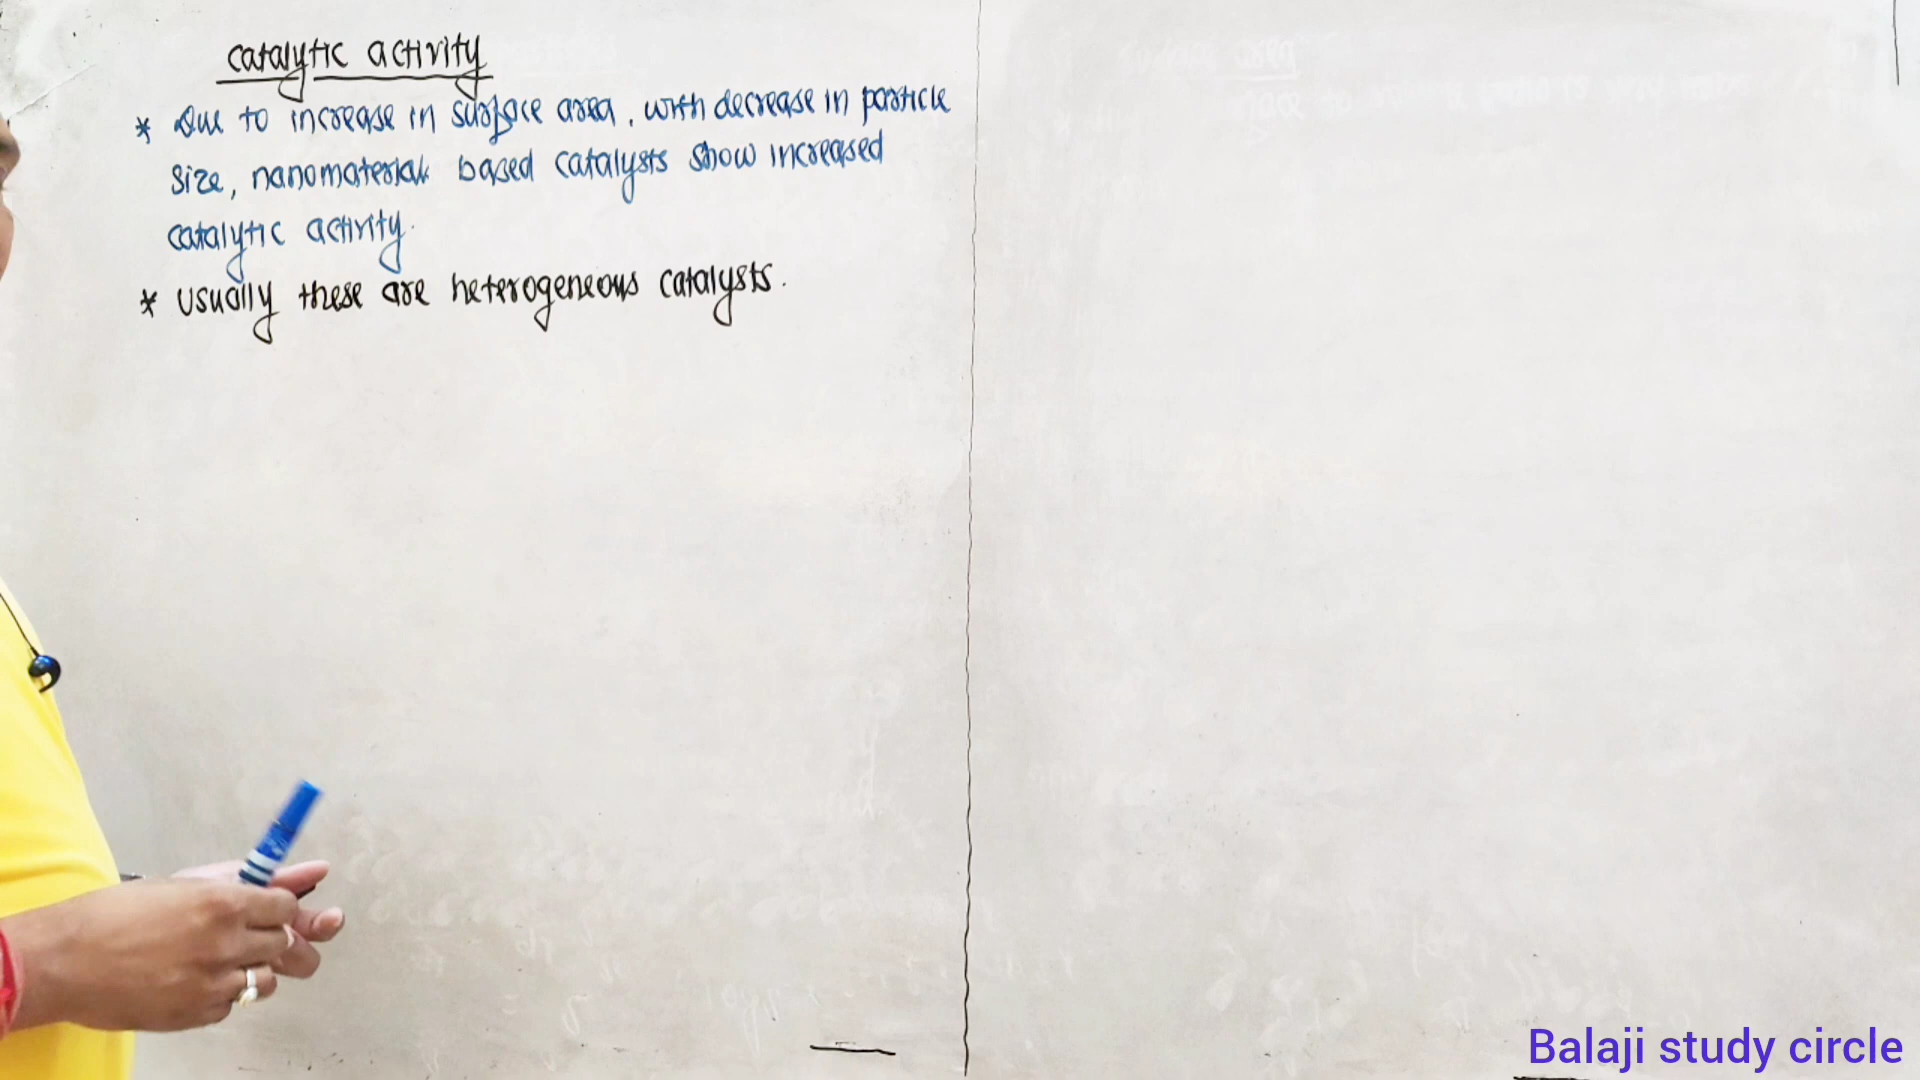 catalytic activity
* Due to increase in surface area, with decrease in particle
size, nanomaterial based catalysts show increased
catalytic activity.
* Usually these are heterogeneous catalysts.
Balaji study circle